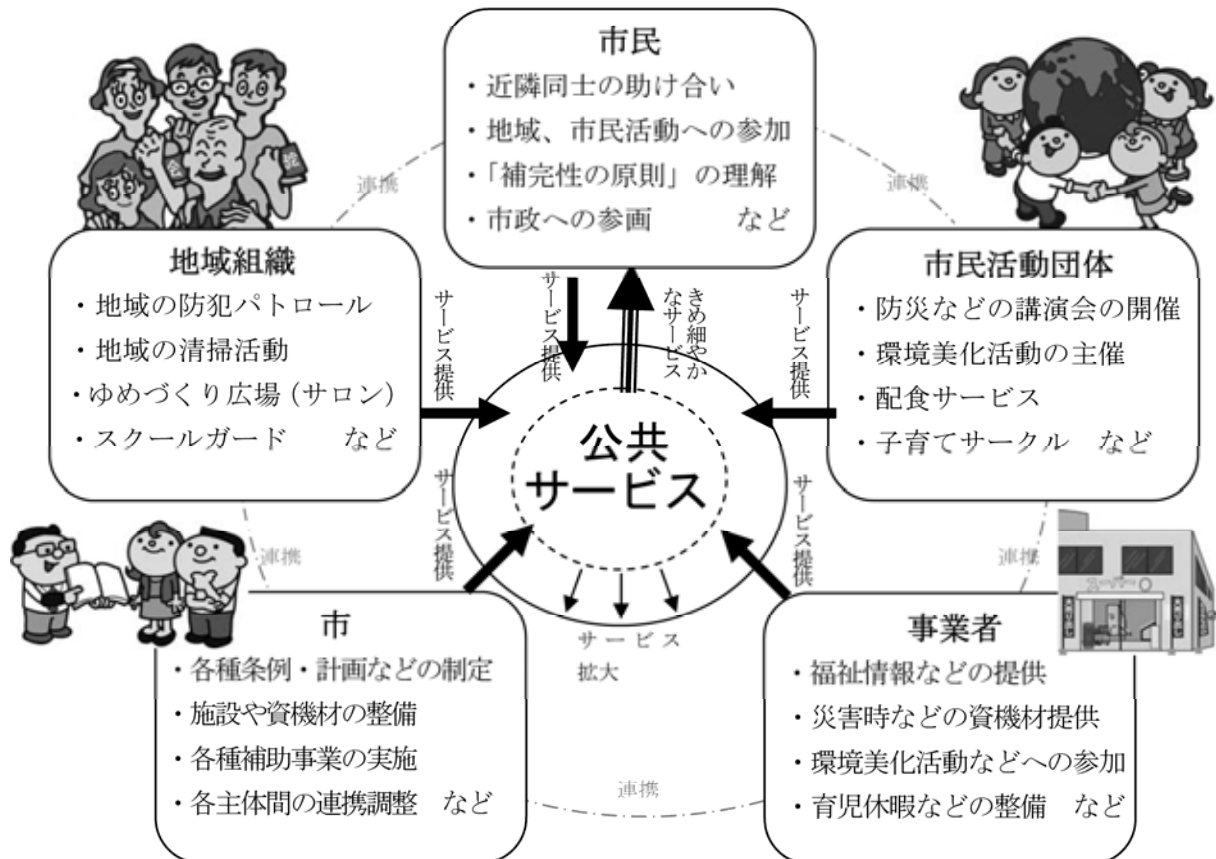 市民
・近隣同士の助け合い
・地域、市民活動への参加
・「補完性の原則」の理解
・市政への参画　など
連携
連携
地域組織
・地域の防犯パトロール
・地域の清掃活動
・ゆめづくり広場（サロン）
・スクールガード　など
サービス提供
サービス提供
きめ細やか
なサービス
サービス提供
市民活動団体
・防災などの講演会の開催
・環境美化活動の主催
・配食サービス
・子育てサークル　など
公共
サービス
サービス提供
サービス提供
連携
連携
サービス
拡大
市
・各種条例・計画などの制定
・施設や資機材の整備
・各種補助事業の実施
・各主体間の連携調整　など
事業者
・福祉情報などの提供
・災害時などの資機材提供
・環境美化活動などへの参加
・育児休暇などの整備　など
連携